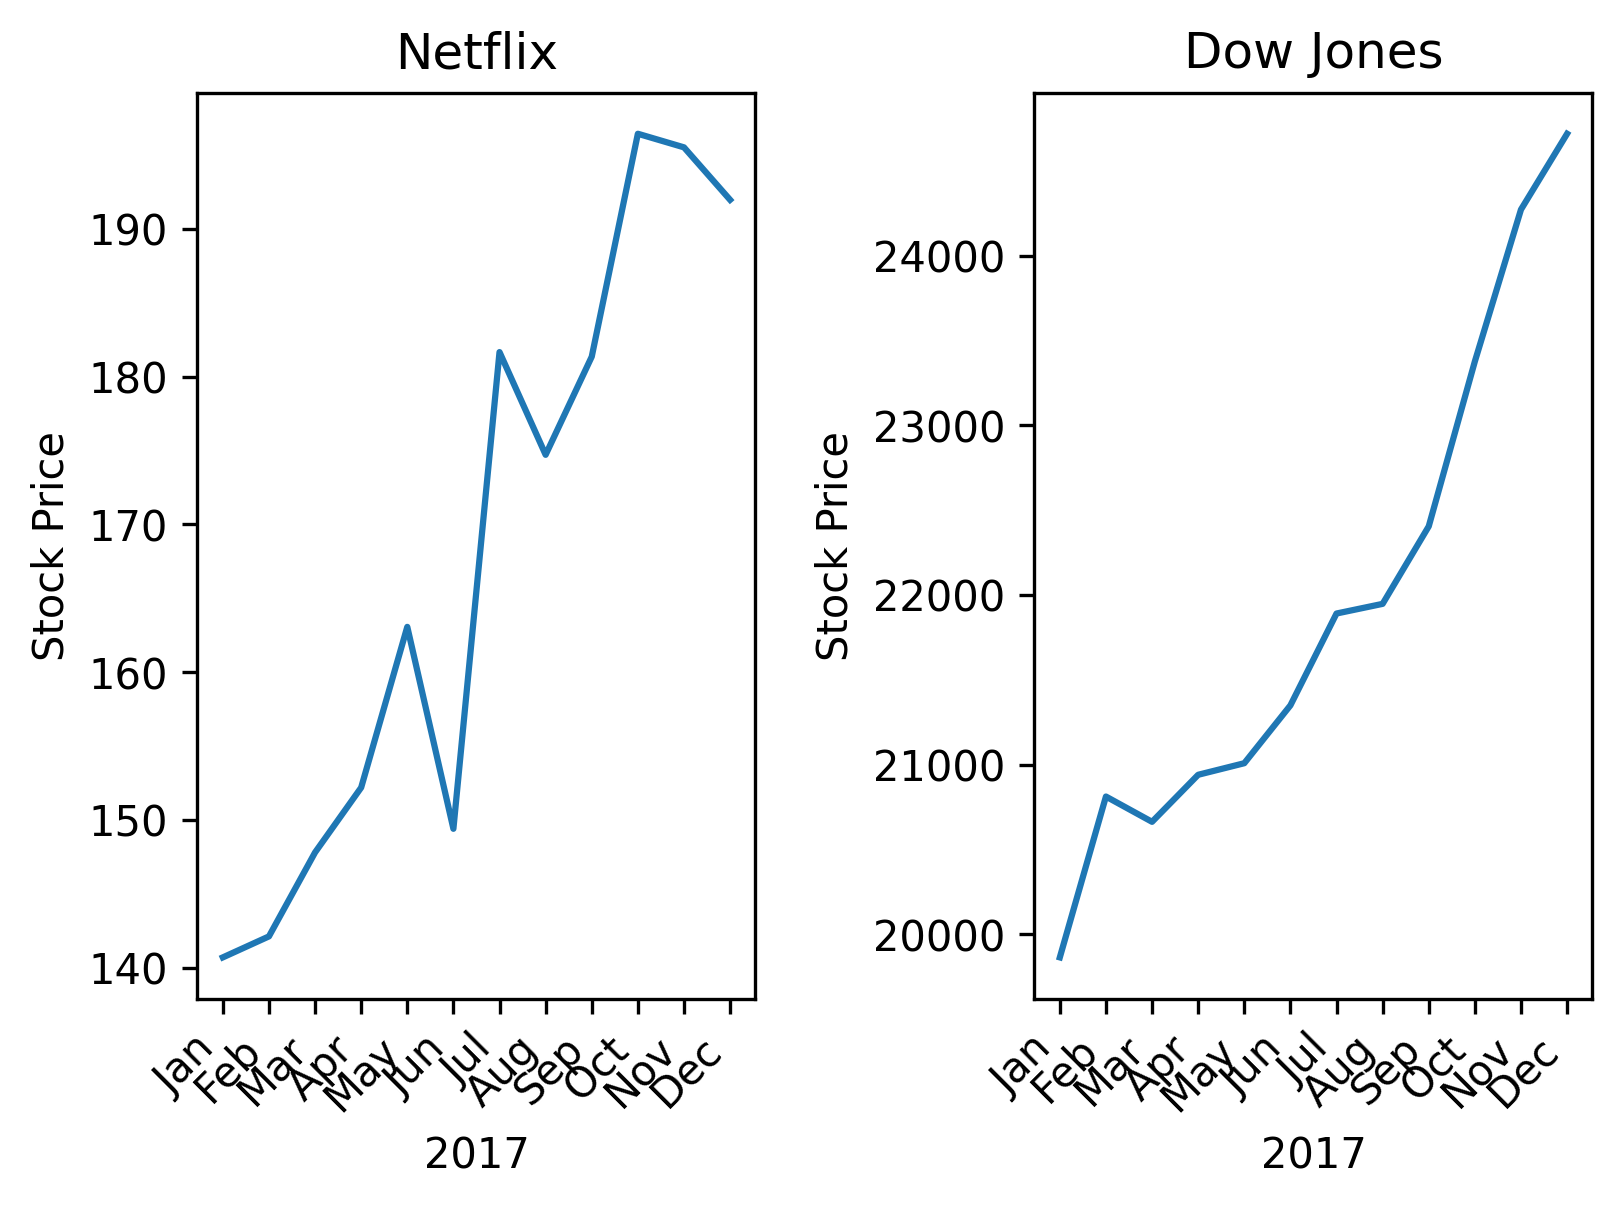 Netflix
Stock Price
190
180
170
160
150
140
Jan
Feb
Mar
Apr
May
Jun
Jul
Aug
Sep
Oct
Nov
Dec
2017
Dow Jones
Stock Price
24000
23000
22000
21000
20000
Jan
Feb
Mar
Apr
May
Jun
Jul
Aug
Sep
Oct
Nov
Dec
2017